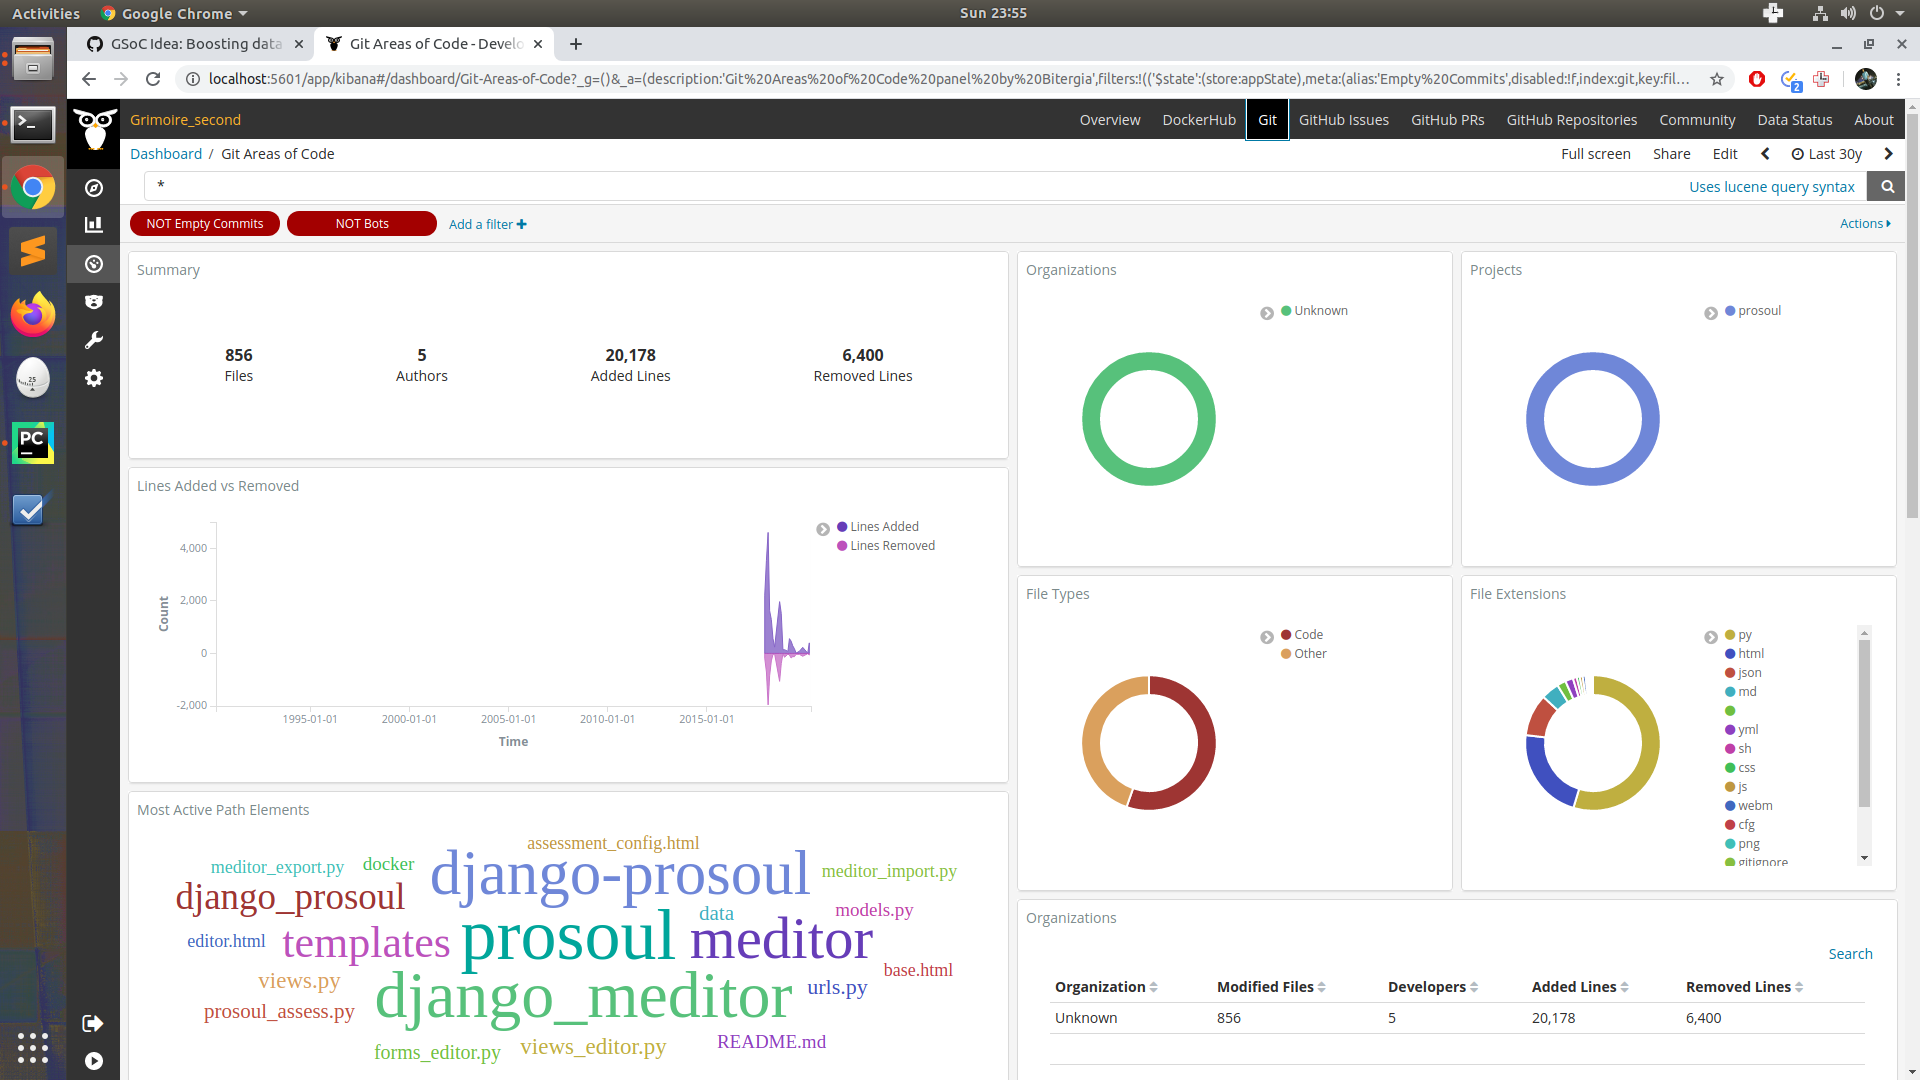 Activities
Google Chrome
Sun 23:55
GSoC Idea: Boosting data
Git Areas of Code - Develo
localhost:5601/app/kibana#/dashboard/Git-Areas-of-Code?_g=()&_a=(description:'Git%20Areas%20of%20Code%20panel%20by%20Bitergia',filters:!(('$state':(store:appState),meta:(alias:'Empty%20Commits',disabled:!f,index:git,key:fil...
2
Grimoire_second
Overview
DockerHub
Git
GitHub Issues
GitHub PRs
GitHub Repositories
Community
Data Status
About
Dashboard / Git Areas of Code
Full screen
Share
Edit
Last 30y
*
Uses lucene query syntax
NOT Empty Commits
NOT Bots
Add a filter
Actions
Summary
856
Files
5
Authors
20,178
Added Lines
6,400
Removed Lines
Organizations
Unknown
Projects
prosoul
Lines Added vs Removed
Lines Added
Lines Removed
4,000
2,000
0
-2,000
Count
1995-01-01
2000-01-01
2005-01-01
2010-01-01
2015-01-01
Time
File Types
Code
Other
File Extensions
py
html
json
md
yml
sh
css
js
webm
cfg
png
gitignore
Most Active Path Elements
assessment_config.html
meditor_export.py
docker
django-prosoul
meditor_import.py
django_prosoul
data
models.py
editor.html
templates
prosoul
meditor
views.py
base.html
prosoul_assess.py
django_meditor
urls.py
forms_editor.py
views_editor.py
README.md
Organizations
Search
Organization
Modified Files
Developers
Added Lines
Removed Lines
Unknown
856
5
20,178
6,400
PC
25